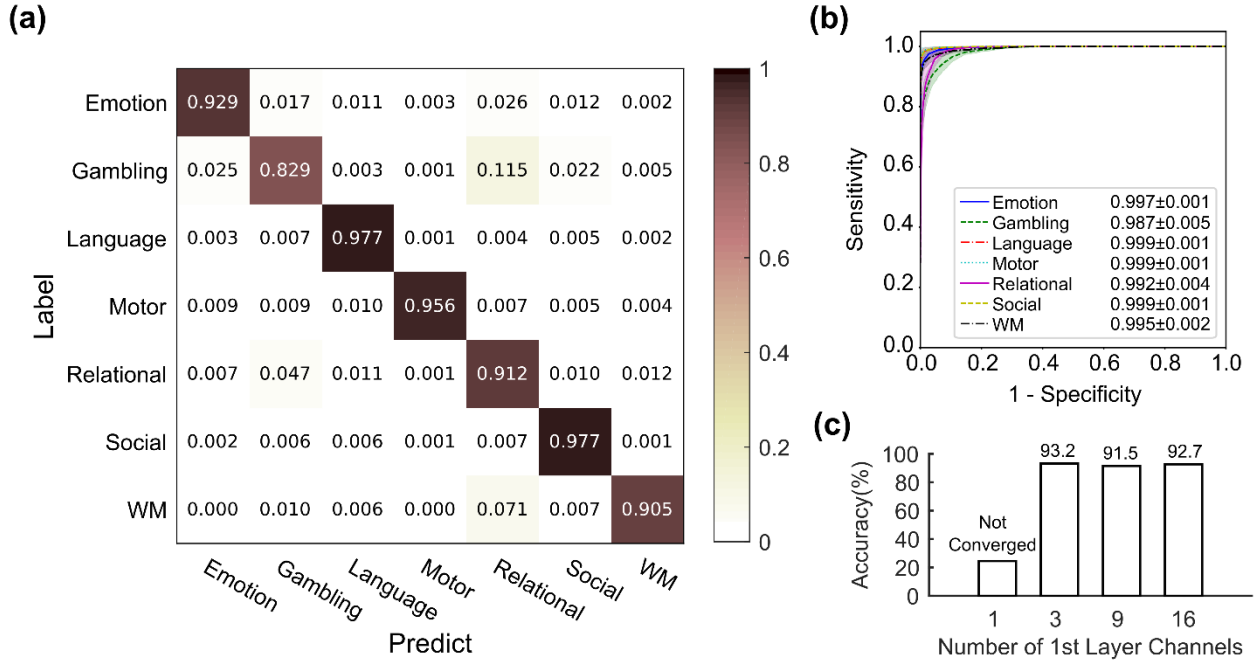 (a)
Label
Emotion 0.929 0.017 0.011 0.003 0.026 0.012 0.002
Gambling 0.025 0.829 0.003 0.001 0.115 0.022 0.005
Language 0.003 0.007 0.977 0.001 0.004 0.005 0.002
Motor 0.009 0.009 0.010 0.956 0.007 0.005 0.004
Relational 0.007 0.047 0.011 0.001 0.912 0.010 0.012
Social 0.002 0.006 0.006 0.001 0.007 0.977 0.001
WM 0.000 0.010 0.006 0.000 0.071 0.007 0.905
Emotion Gambling Language Motor Relational Social WM
Predict
1
0.8
0.6
0.4
0.2
0
(b)
Sensitivity
1.0
0.8
0.6
0.4
0.2
0.0
Emotion 0.997±0.001
Gambling 0.987±0.005
Language 0.999±0.001
Motor 0.999±0.001
Relational 0.992±0.004
Social 0.999±0.001
WM 0.995±0.002
0.0 0.2 0.4 0.6 0.8 1.0
1 - Specificity
(c)
Accuracy(%)
100
80
60
40
20
0
Not
Converged
93.2 91.5 92.7
1 3 9 16
Number of 1st Layer Channels